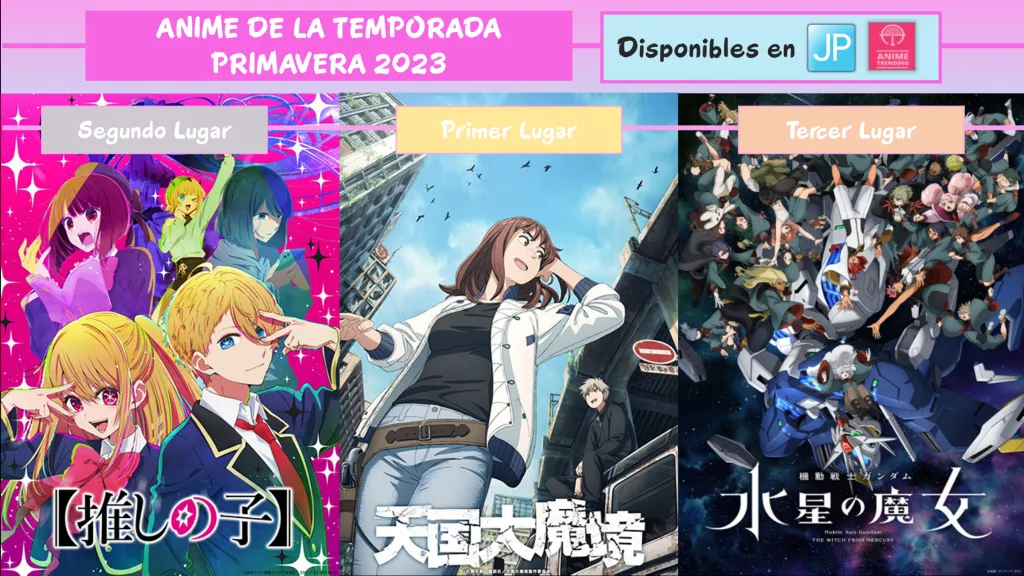 ANIME DE LA TEMPORADA
PRIMAVERA 2023
Disponibles en
JP
ANIME
TRENDING
Segundo Lugar
Primer Lugar
Tercer Lugar
【推しの子】
天国大魔境
機動戦士ガンダム
水星の魔女
Mobile Suit Gundam
THE WITCH FROM MERCURY